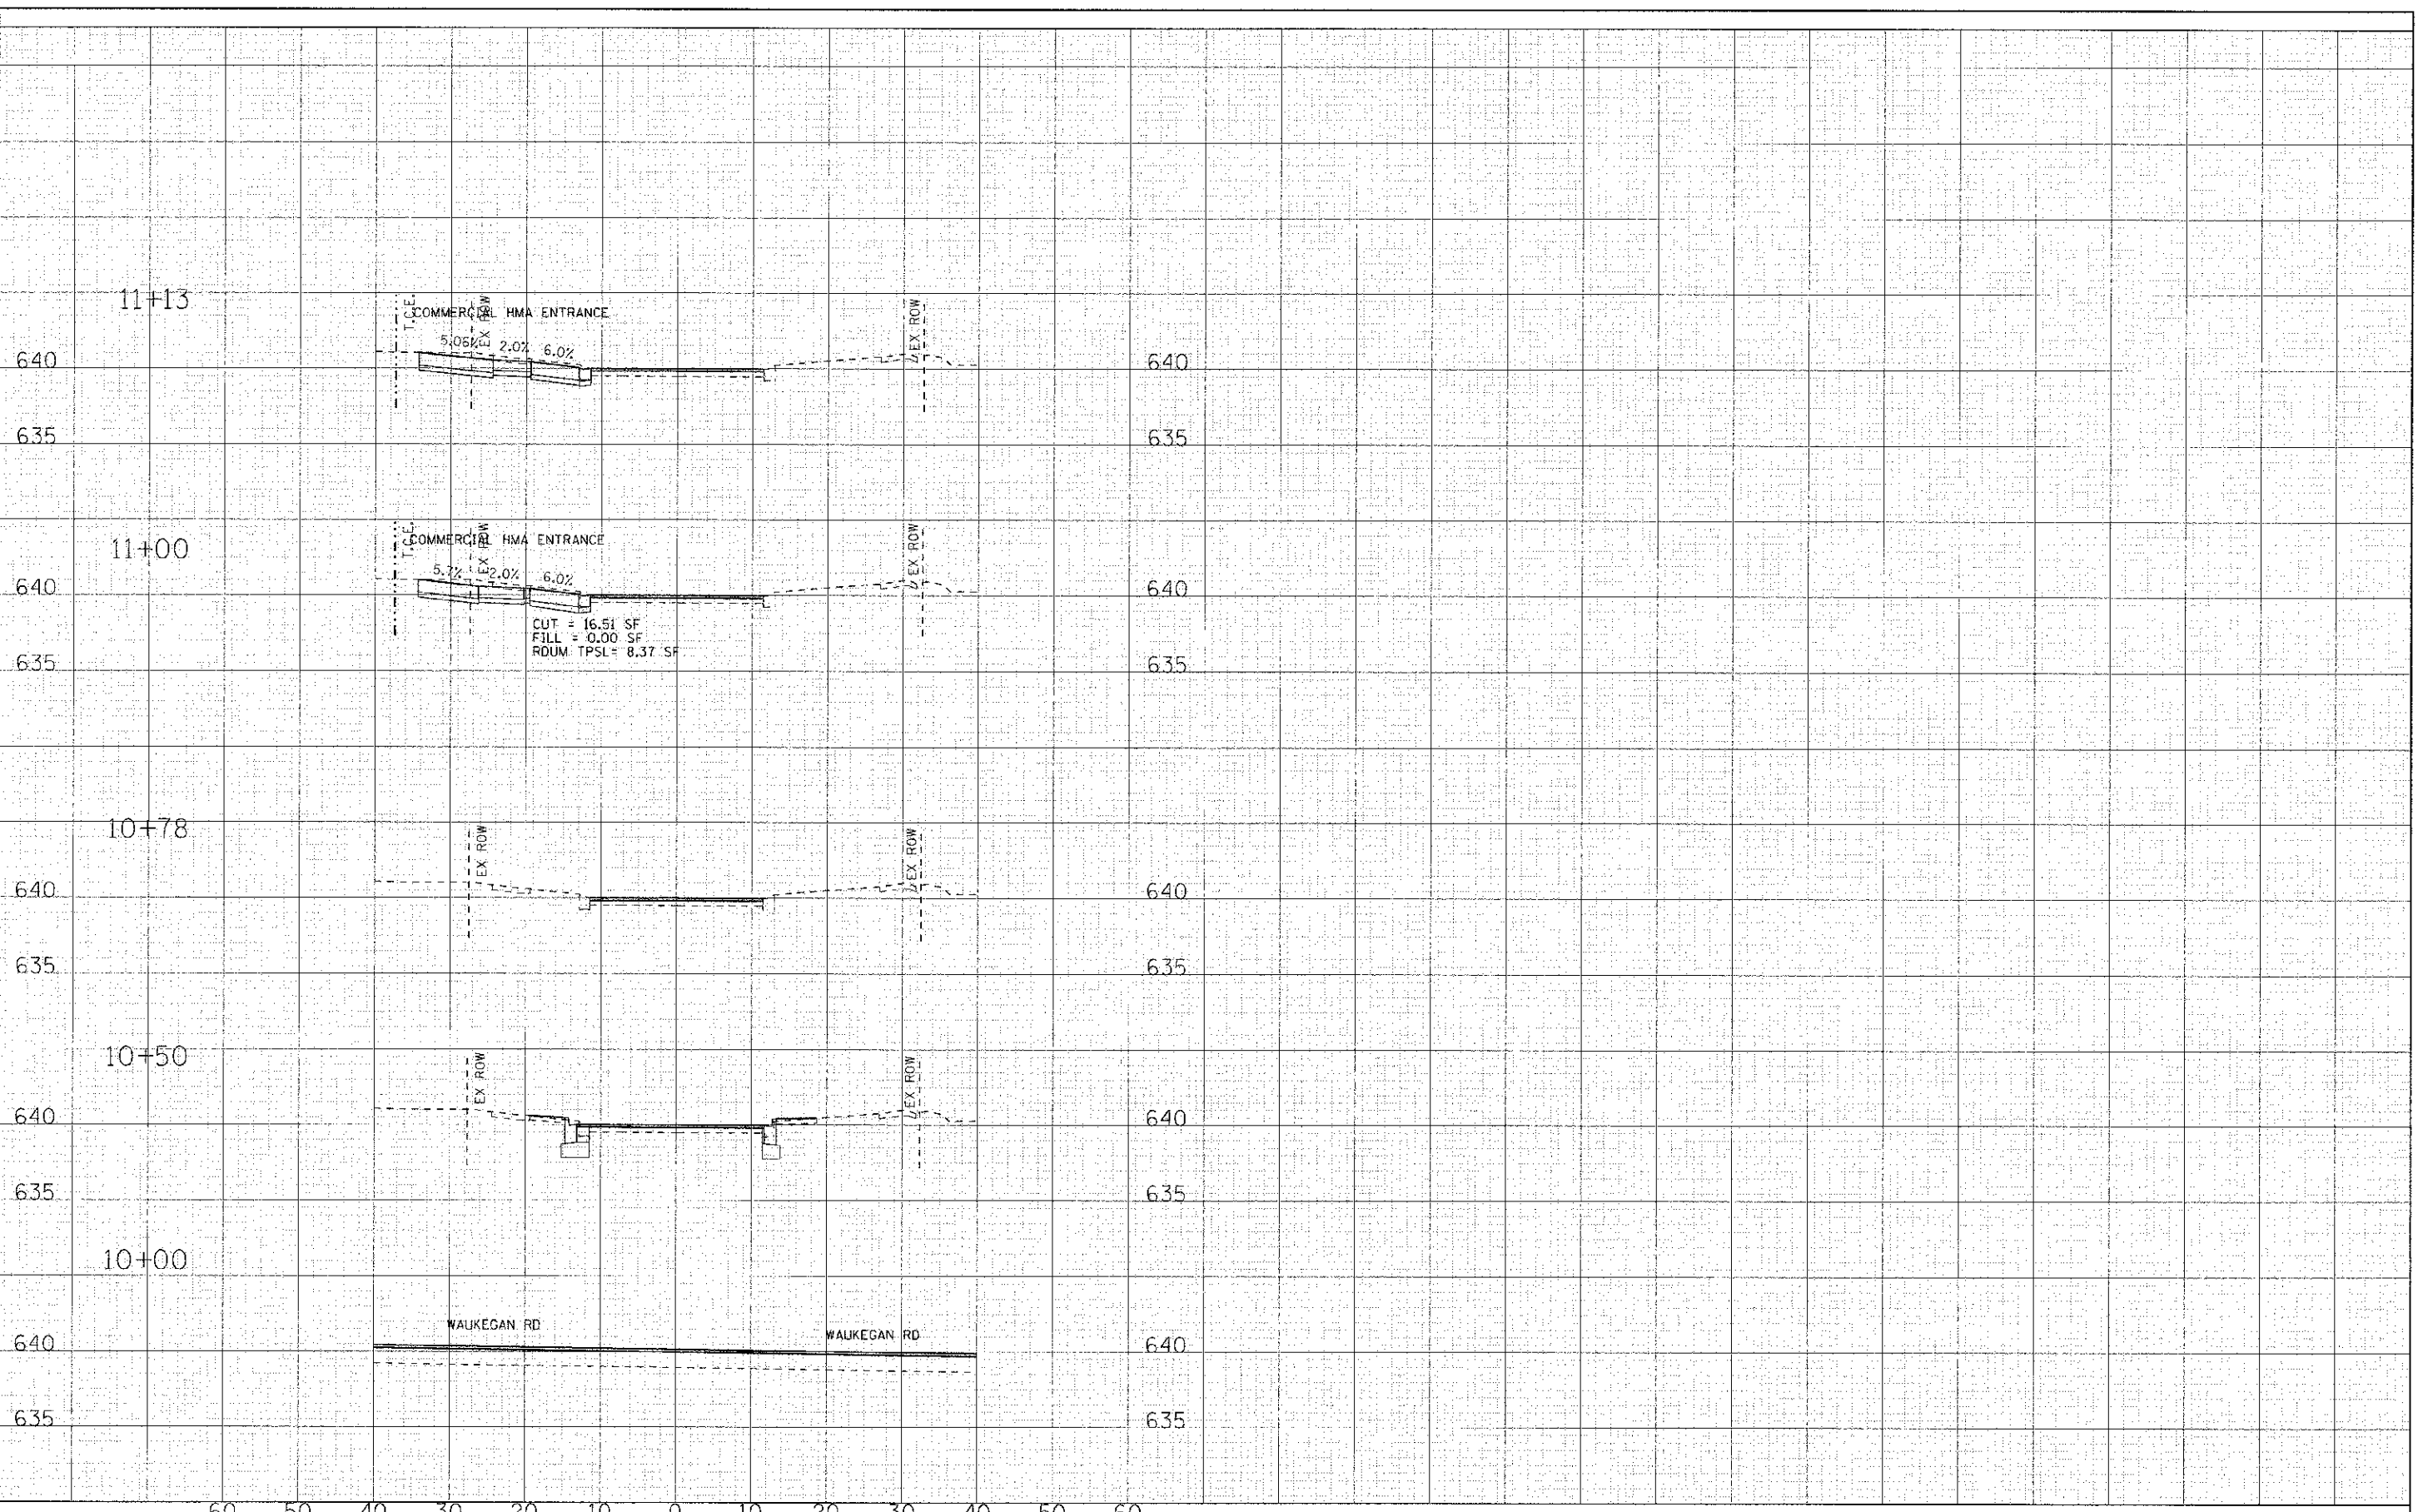 11+13
T.C.E.
COMMERCIAL HMA ENTRANCE
EX ROW
EX ROW
5.06%
2.0%
6.0%
640
640
635
635
11+00
T.C.E.
COMMERCIAL HMA ENTRANCE
EX ROW
EX ROW
5.7%
2.0%
6.0%
640
640
CUT = 16.51 SF
FILL = 0.00 SF
RDUM TPSL= 8.37 SF
635
635
10+78
EX ROW
EX ROW
640
640
635
635
10+50
EX ROW
EX ROW
640
640
635
635
10+00
WAUKEGAN RD
WAUKEGAN RD
640
640
635
635
60 50 40 30 20 10 0 10 20 30 40 50 60